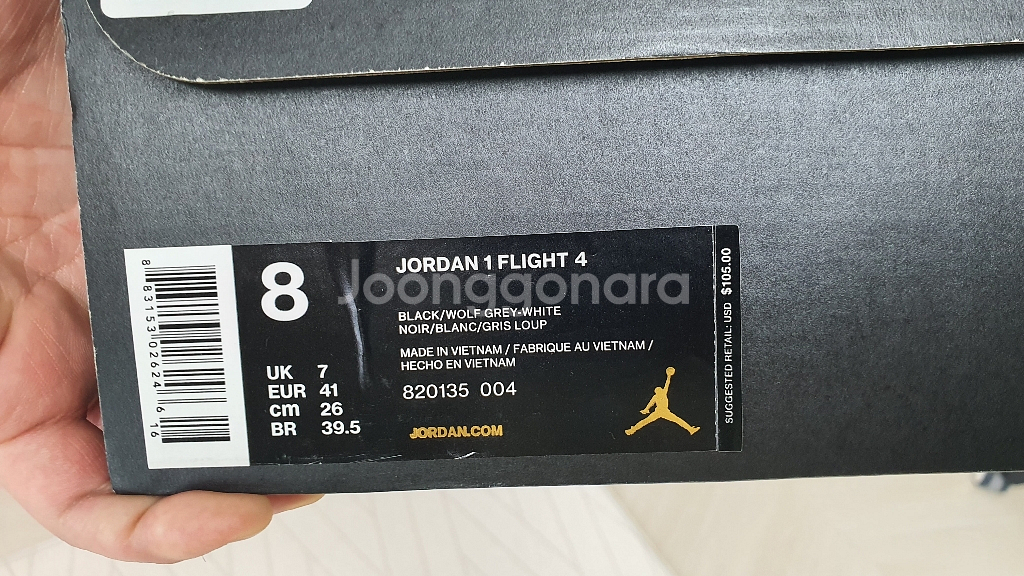 8
JORDAN 1 FLIGHT 4
Joonggonara
BLACK/WOLF GREY-WHITE
NOIR/BLANC/GRIS LOUP
MADE IN VIETNAM / FABRIQUE AU VIETNAM /
HECHO EN VIETNAM
820135 004
UK 7
EUR 41
cm 26
BR 39.5
JORDAN.COM
SUGGESTED RETAIL: USD $105.00